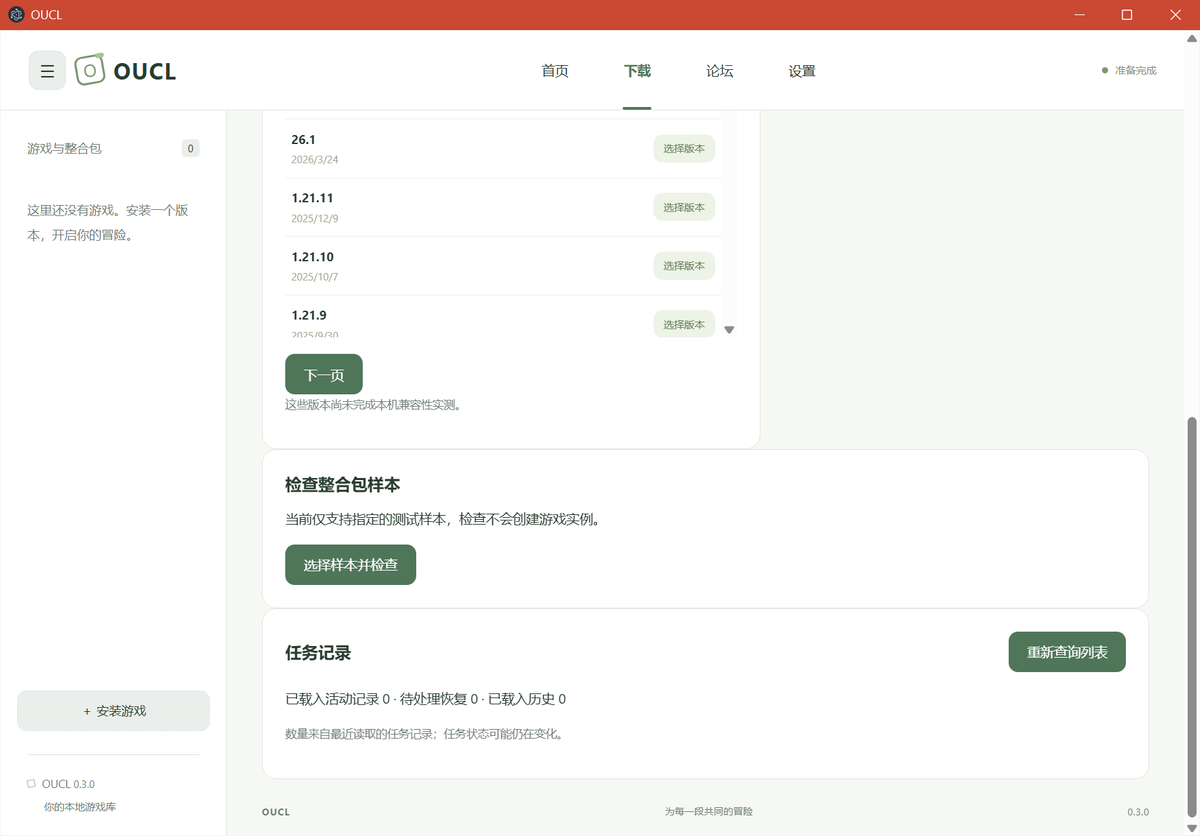 OUCL
OUCL
首页
下载
论坛
设置
准备完成
游戏与整合包
0
这里还没有游戏。安装一个版
本，开启你的冒险。
26.1
2026/3/24
选择版本
1.21.11
2025/12/9
选择版本
1.21.10
2025/10/7
选择版本
1.21.9
2025/9/30
选择版本
下一页
这些版本尚未完成本机兼容性实测。
检查整合包样本
当前仅支持指定的测试样本，检查不会创建游戏实例。
选择样本并检查
任务记录
重新查询列表
已载入活动记录 0 · 待处理恢复 0 · 已载入历史 0
数量来自最近读取的任务记录；任务状态可能仍在变化。
+ 安装游戏
OUCL 0.3.0
你的本地游戏库
OUCL
为每一段共同的冒险
0.3.0